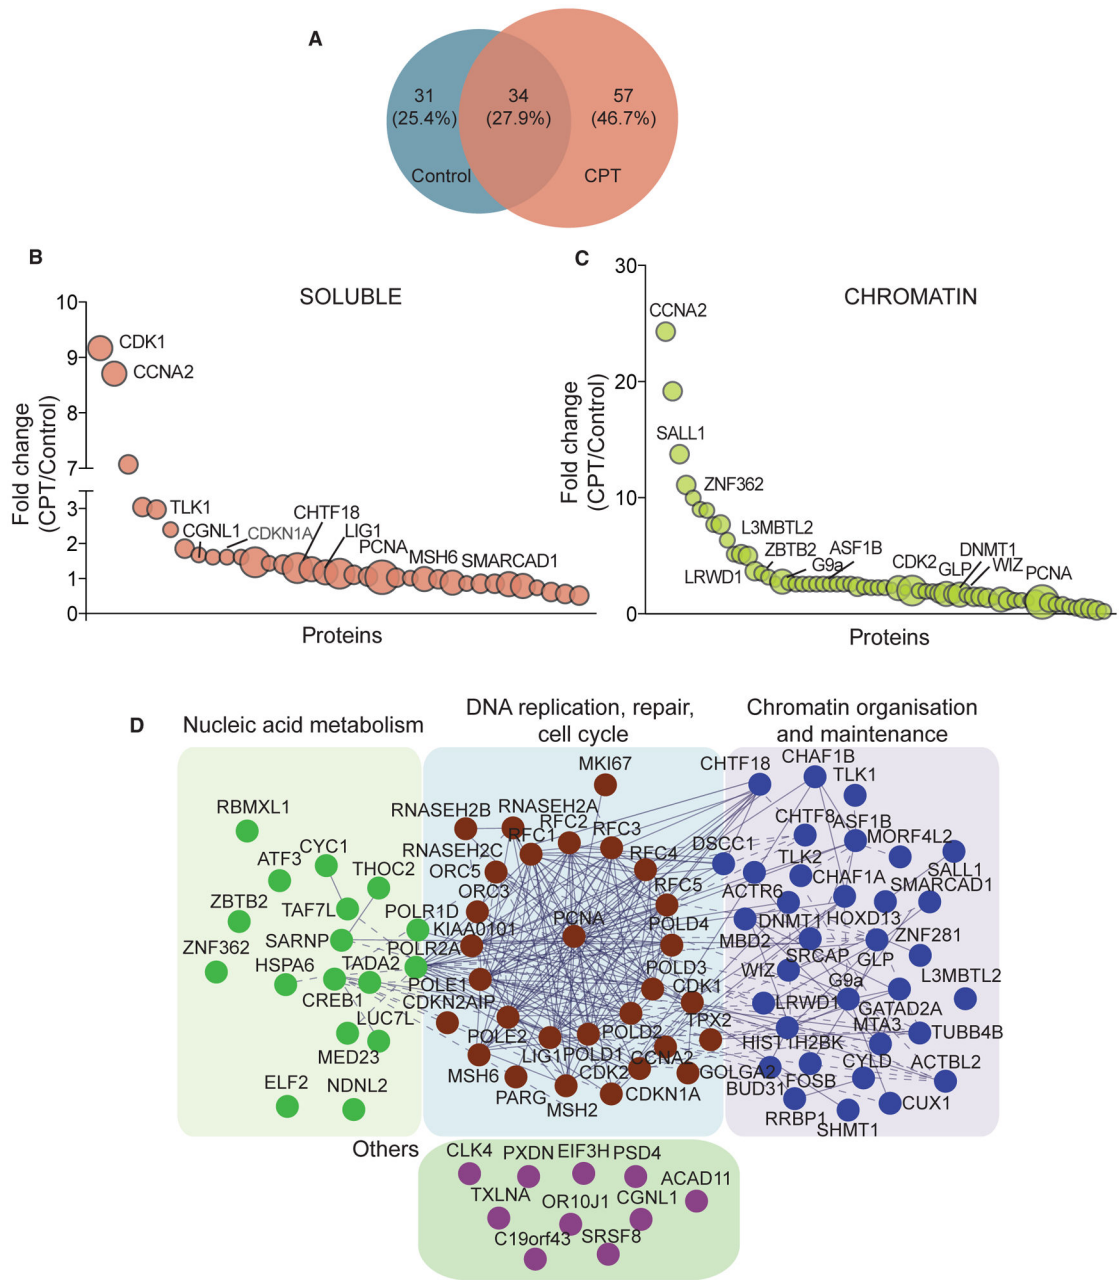 A
31
(25.4%)
34
(27.9%)
57
(46.7%)
Control
CPT
B
SOLUBLE
10
9
8
7
3
2
1
0
Fold change
(CPT/Control)
CDK1
CCNA2
TLK1
CGNL1
CDKN1A
CHTF18
LIG1
PCNA
MSH6
SMARCAD1
Proteins
C
CHROMATIN
30
20
10
0
Fold change
(CPT/Control)
CCNA2
SALL1
ZNF362
L3MBTL2
LRWD1
ZBTB2
G9a
ASF1B
CDK2
GLP
DNMT1
WIZ
PCNA
Proteins
D
Nucleic acid metabolism
DNA replication, repair,
cell cycle
Chromatin organisation
and maintenance
RBMXL1
ATF3
CYC1
THOC2
ZBTB2
TAF7L
POLR1D
ZNF362
SARNP
POLR2A
HSPA6
TADA2
CREB1
LUC7L
MED23
ELF2
NDNL2
MKI67
RNASEH2B
RNASEH2A
RFC2
RFC1
RFC3
RNASEH2C
RFC4
ORC5
ORC3
RFC5
KIAA0101
PCNA
POLD4
POLE1
POLD3
CDKN2AIP
CDK1
POLE2
TPX2
LIG1
POLD1
POLD2
CCNA2
MSH6
CDK2
GOLGA2
PARG
MSH2
CDKN1A
CHTF18
CHAF1B
TLK1
CHTF8
ASF1B
DSCC1
MORF4L2
TLK2
SALL1
ACTR6
CHAF1A
SMARCAD1
DNMT1
HOXD13
MBD2
SRCAP
ZNF281
GLP
WIZ
G9a
L3MBTL2
LRWD1
GATAD2A
MTA3
HIST1H2BK
TUBB4B
CYLD
ACTBL2
BUD31
FOSB
RRBP1
CUX1
SHMT1
Others
CLK4
PXDN
EIF3H
PSD4
ACAD11
TXLNA
OR10J1
CGNL1
C19orf43
SRSF8